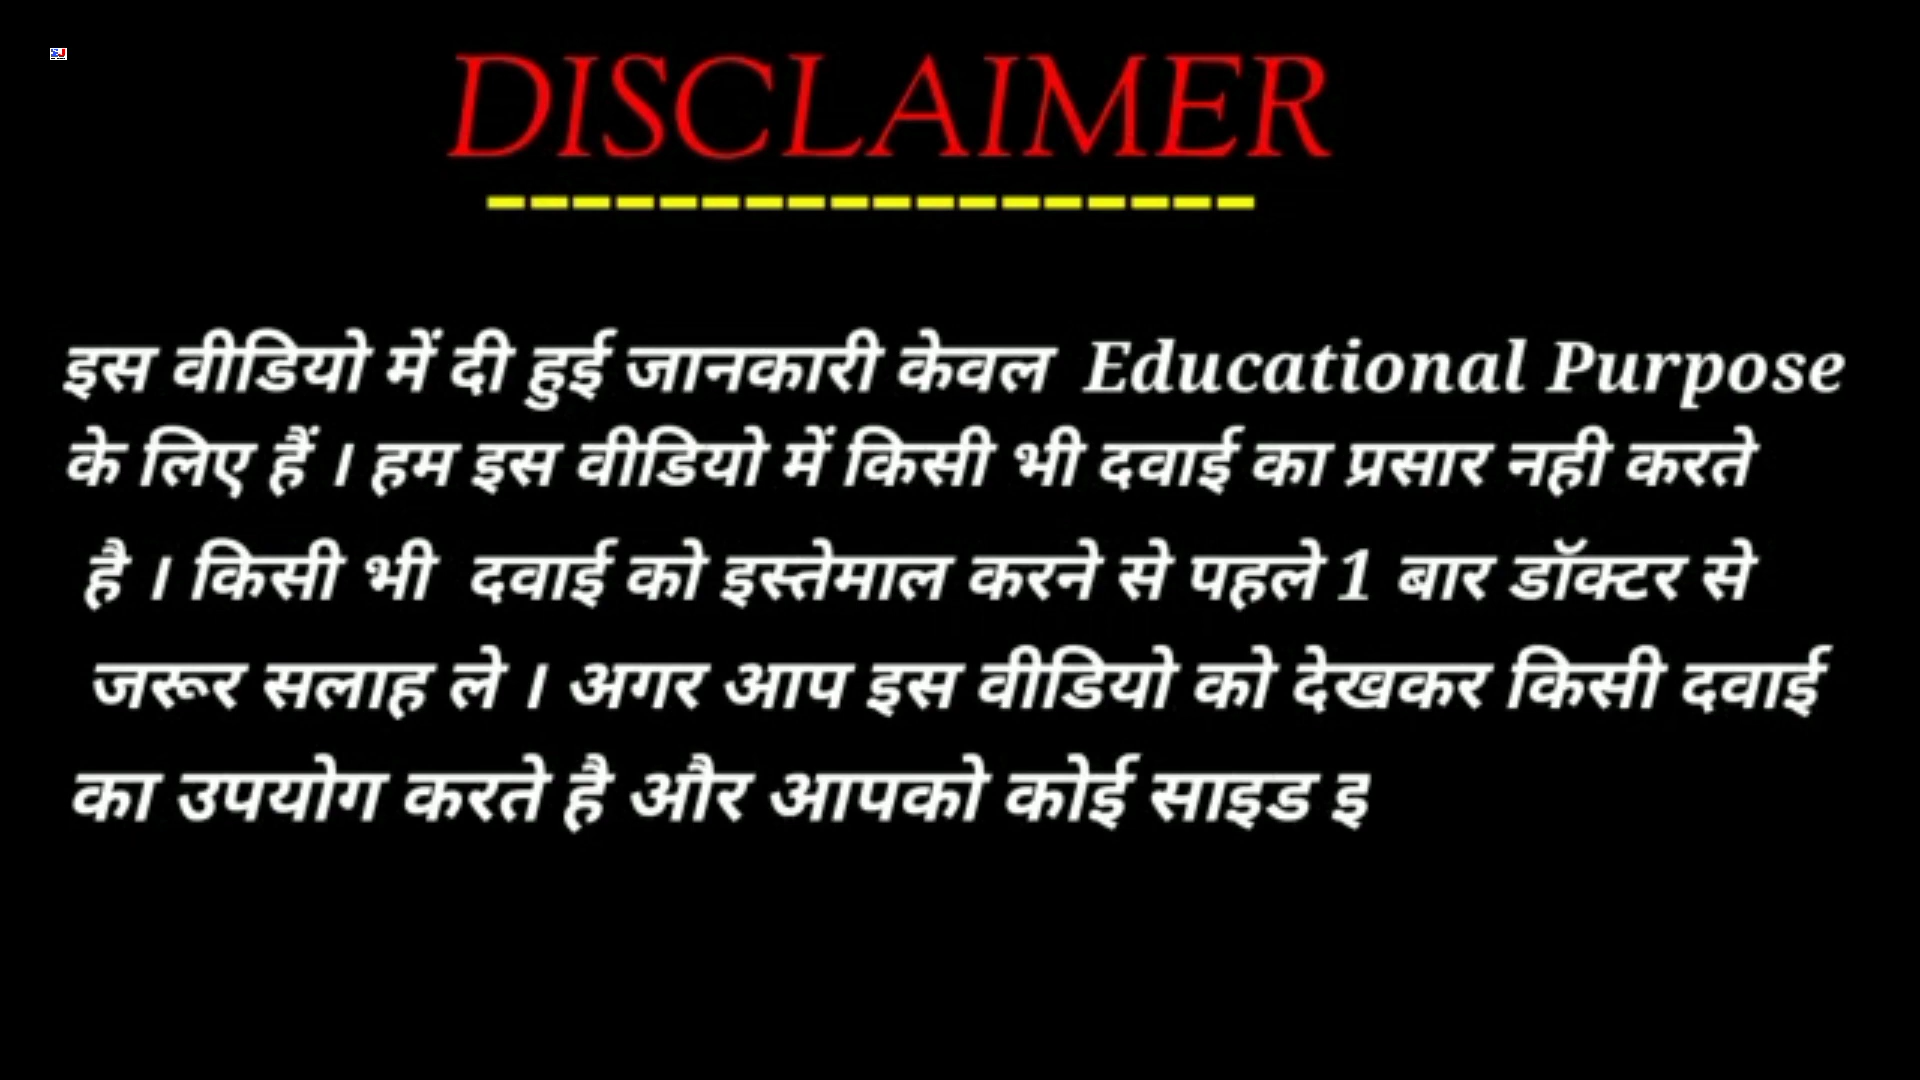 DISCLAIMER
------------------
इस वीडियो में दी हुई जानकारी केवल Educational Purpose
के लिए हैं । हम इस वीडियो में किसी भी दवाई का प्रसार नही करते
है । किसी भी दवाई को इस्तेमाल करने से पहले 1 बार डॉक्टर से
जरूर सलाह ले । अगर आप इस वीडियो को देखकर किसी दवाई
का उपयोग करते है और आपको कोई साइड इ